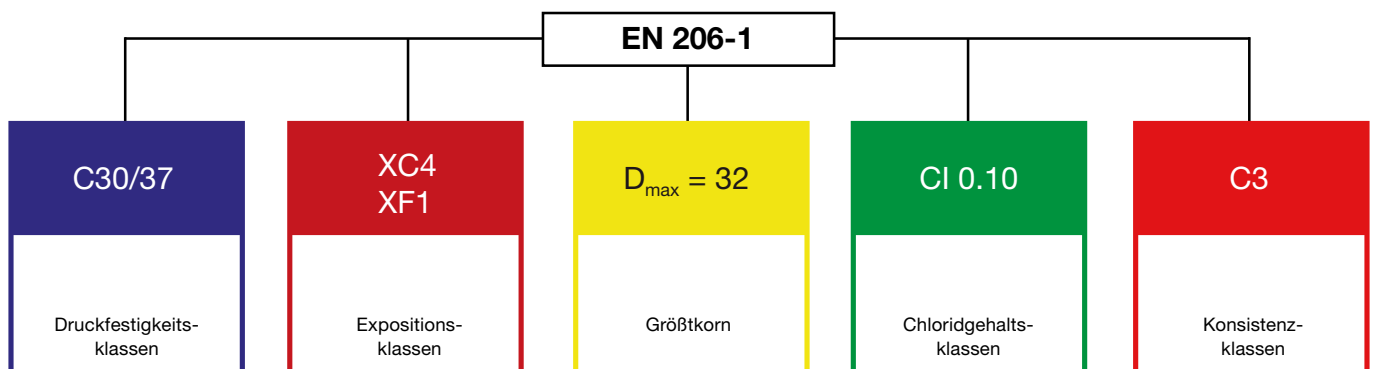 EN 206-1
C30/37
XC4
XF1
Dmax = 32
Cl 0.10
C3
Druckfestigkeits-
klassen
Expositions-
klassen
Größtkorn
Chloridgehalts-
klassen
Konsistenz-
klassen